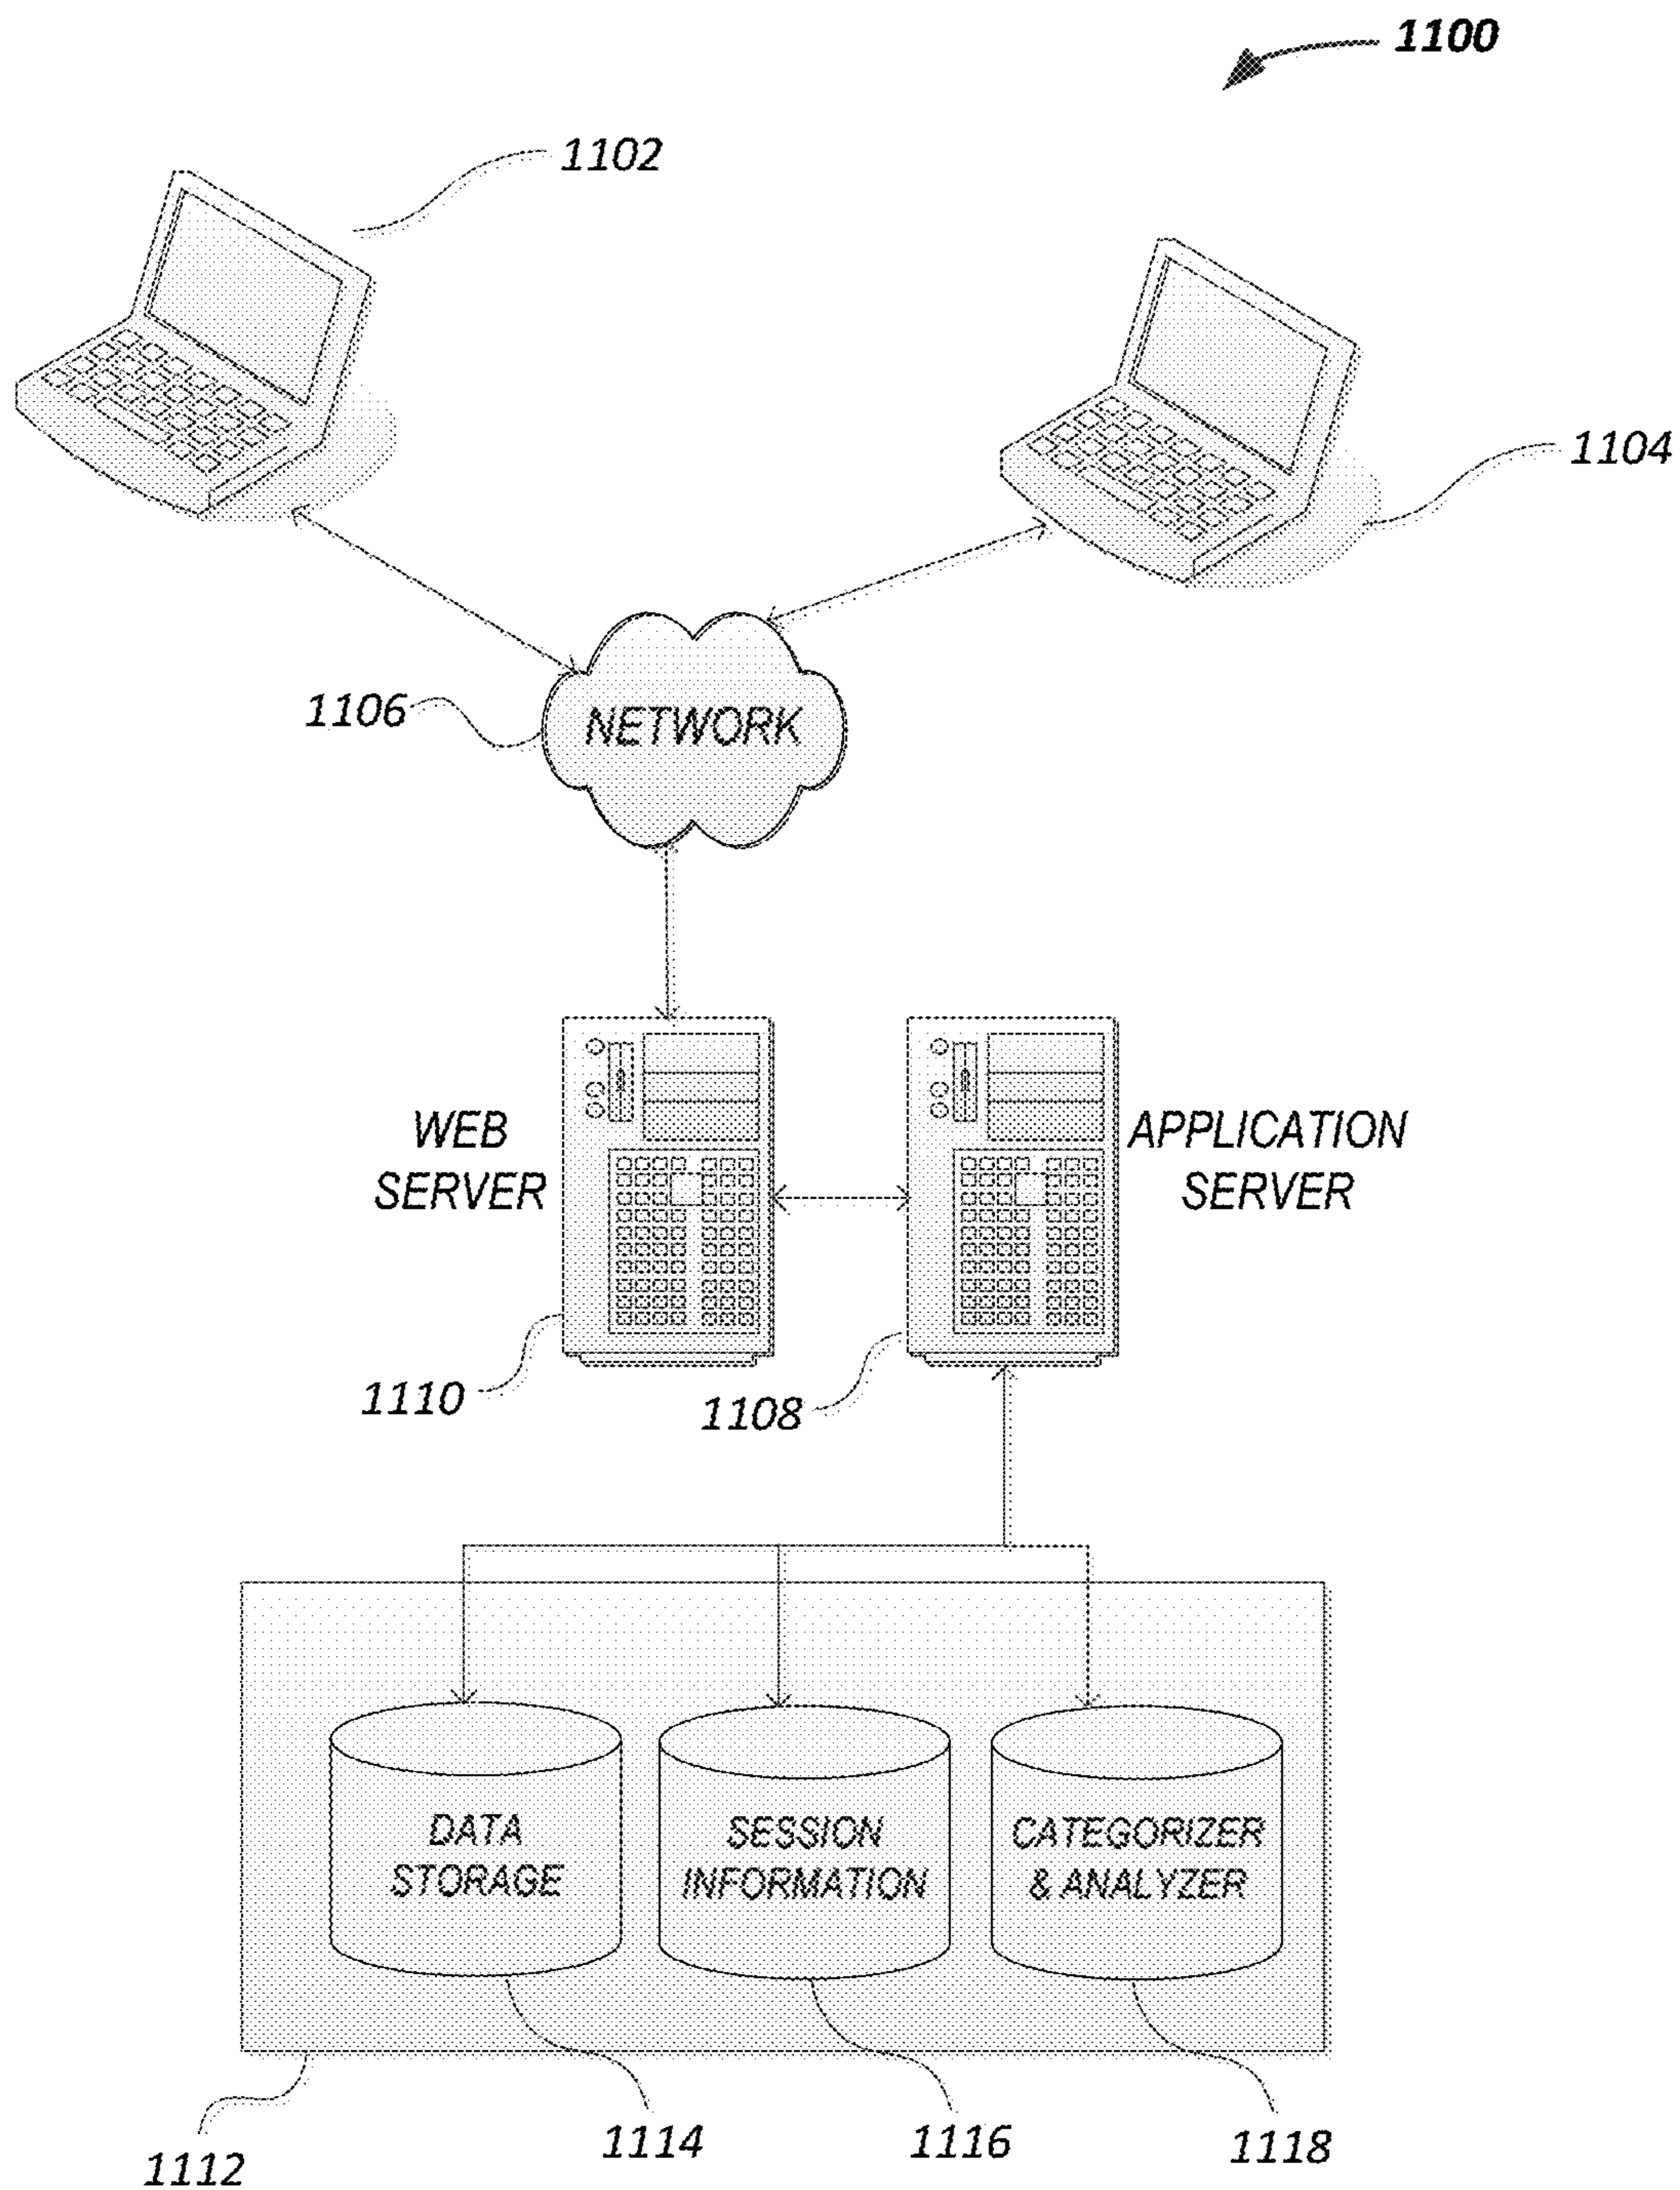 1100
1102
1104
1106
NETWORK
WEB
SERVER
APPLICATION
SERVER
1110
1108
DATA
STORAGE
SESSION
INFORMATION
CATEGORIZER
& ANALYZER
1112
1114
1116
1118